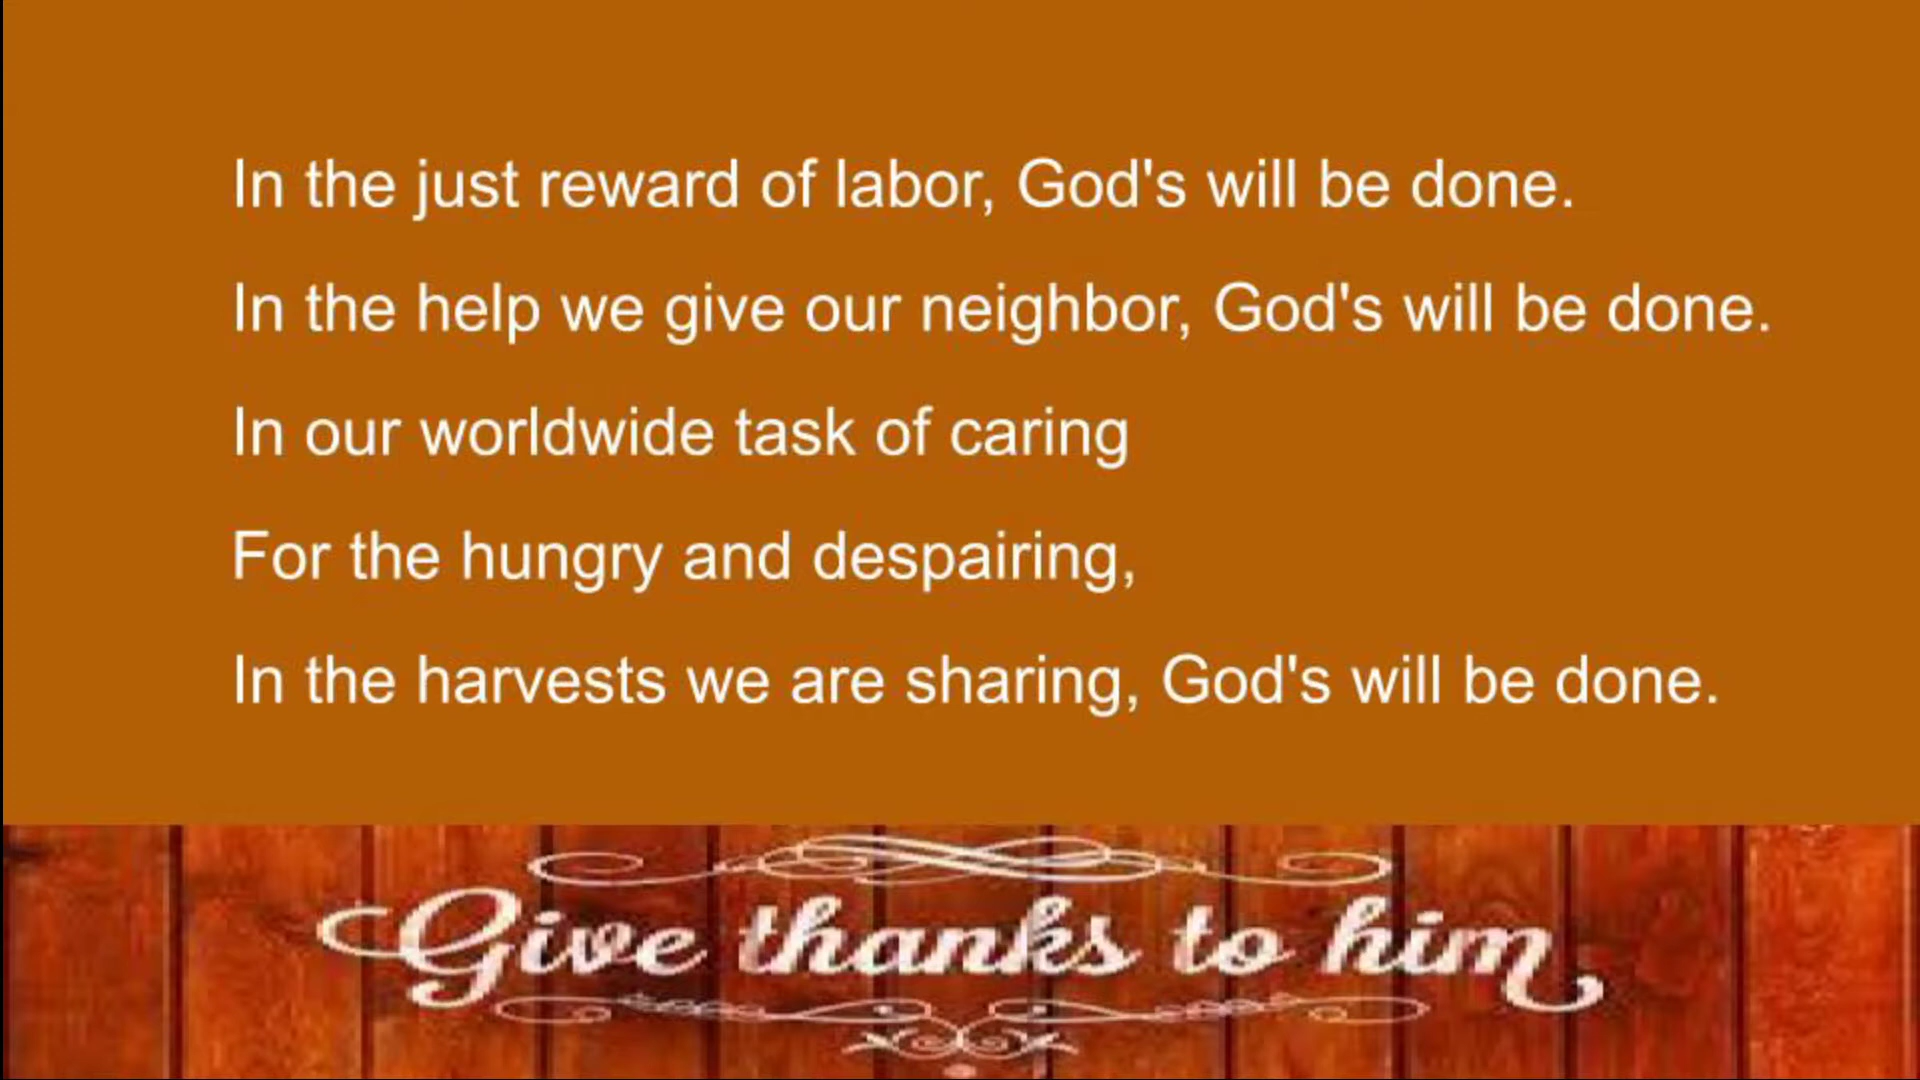 In the just reward of labor, God's will be done.
In the help we give our neighbor, God's will be done.
In our worldwide task of caring
For the hungry and despairing,
In the harvests we are sharing, God's will be done.
Give thanks to him